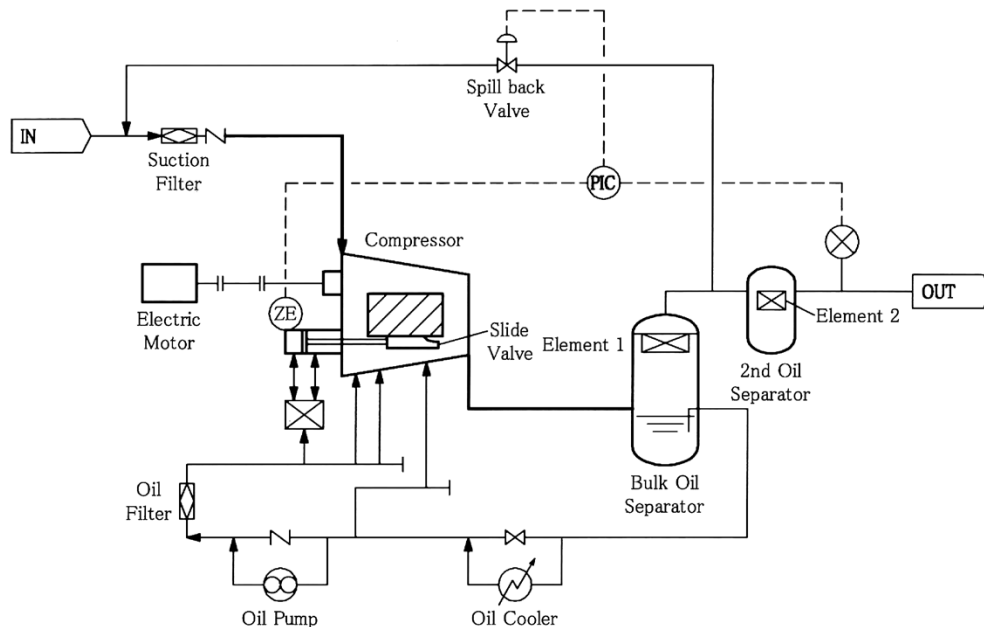 Spill back
Valve
IN
Suction
Filter
PIC
Compressor
Electric
Motor
ZE
Slide
Valve
Element 1
Element 2
OUT
2nd Oil
Separator
Bulk Oil
Separator
Oil
Filter
Oil Pump
Oil Cooler